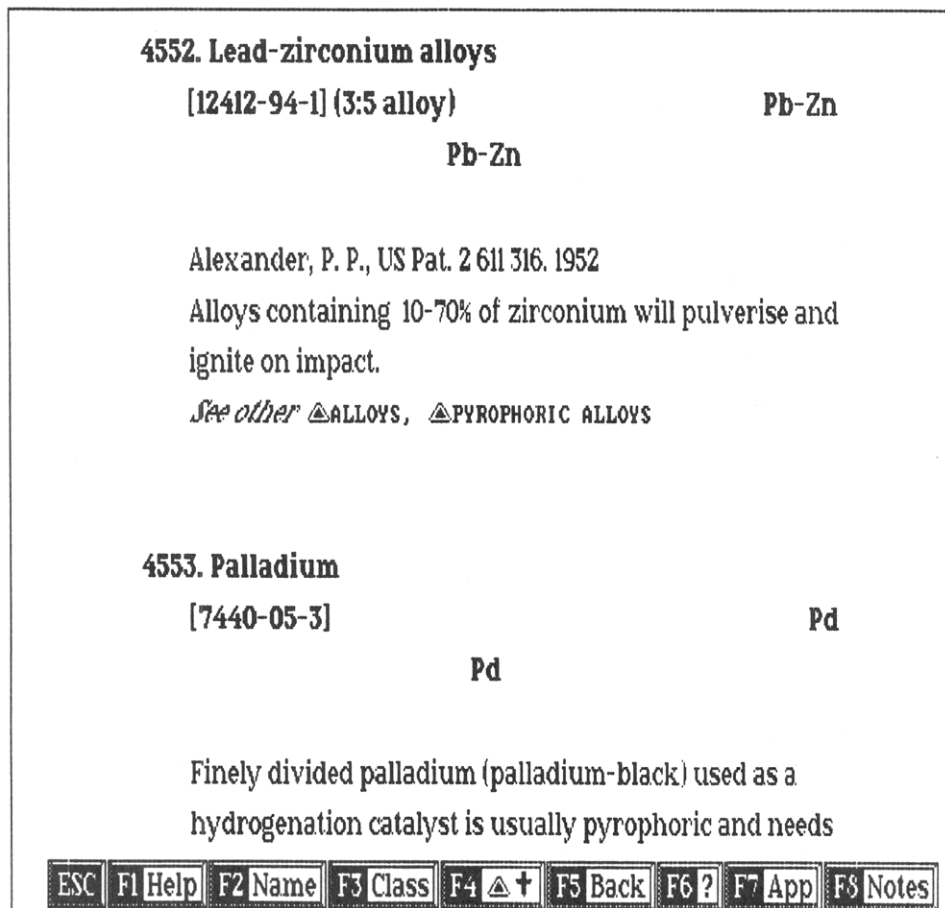 4552. Lead-zirconium alloys
[12412-94-1] (3:5 alloy) Pb-Zn
Pb-Zn
Alexander, P. P., US Pat. 2 611 316. 1952
Alloys containing 10-70% of zirconium will pulverise and
ignite on impact.
See other ALLOYS, PYROPHORIC ALLOYS
4553. Palladium
[7440-05-3] Pd
Pd
Finely divided palladium (palladium-black) used as a
hydrogenation catalyst is usually pyrophoric and needs
ESC F1 Help F2 Name F3 Class F4 F5 Back F6 ? F7 App F8 Notes